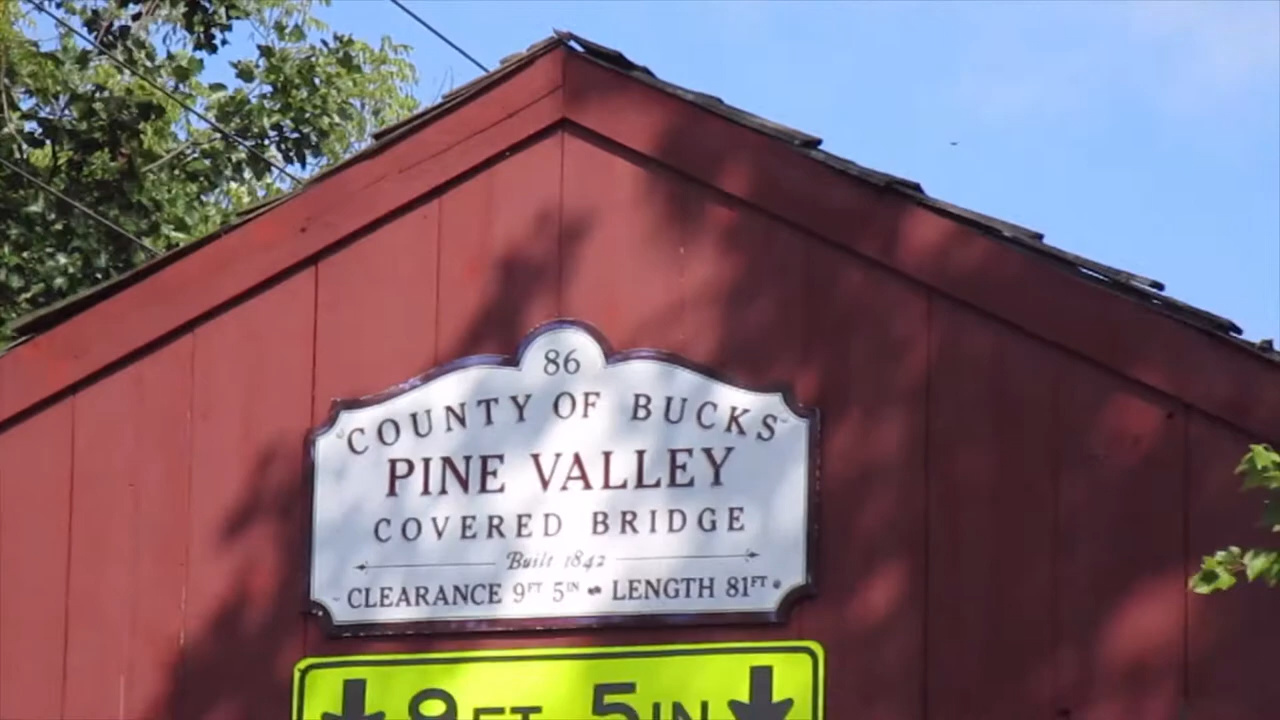 86
COUNTY OF BUCKS
PINE VALLEY
COVERED BRIDGE
Built 1842
CLEARANCE 9FT 5IN LENGTH 81FT
9FT 5IN